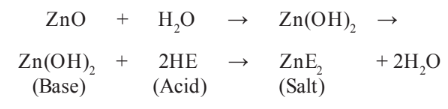 ZnO + H₂O → Zn(OH)₂ →
Zn(OH)₂ + 2HE → ZnE₂ + 2H₂O
(Base) (Acid) (Salt)